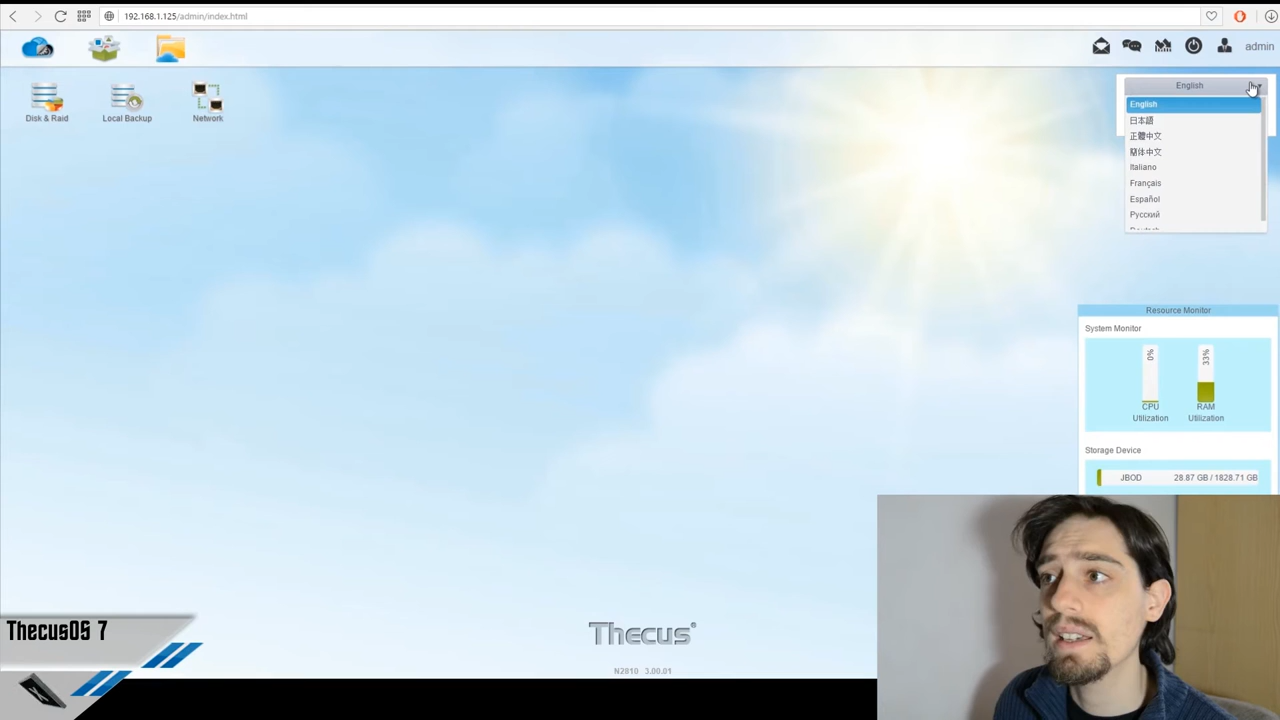 192.168.1.125/admin/index.html
admin
Disk & Raid
Local Backup
Network
English
English
日本語
正體中文
簡体中文
Italiano
Français
Español
Русский
Deutsch
Resource Monitor
System Monitor
0%
33%
CPU
Utilization
RAM
Utilization
Storage Device
JBOD 28.87 GB / 1828.71 GB
ThecusOS 7
Thecus®
N2810 3.00.01